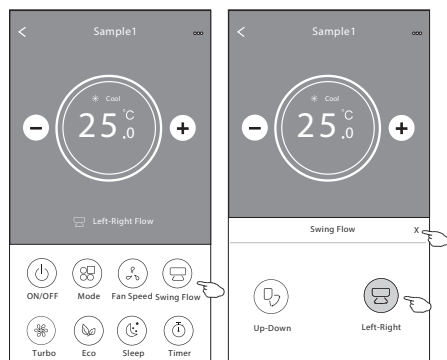 Sample1
Cool
25.0°C
Left-Right Flow
ON/OFF Mode Fan Speed Swing Flow
Turbo Eco Sleep Timer
Sample1
Cool
25.0°C
Swing Flow X
Up-Down Left-Right